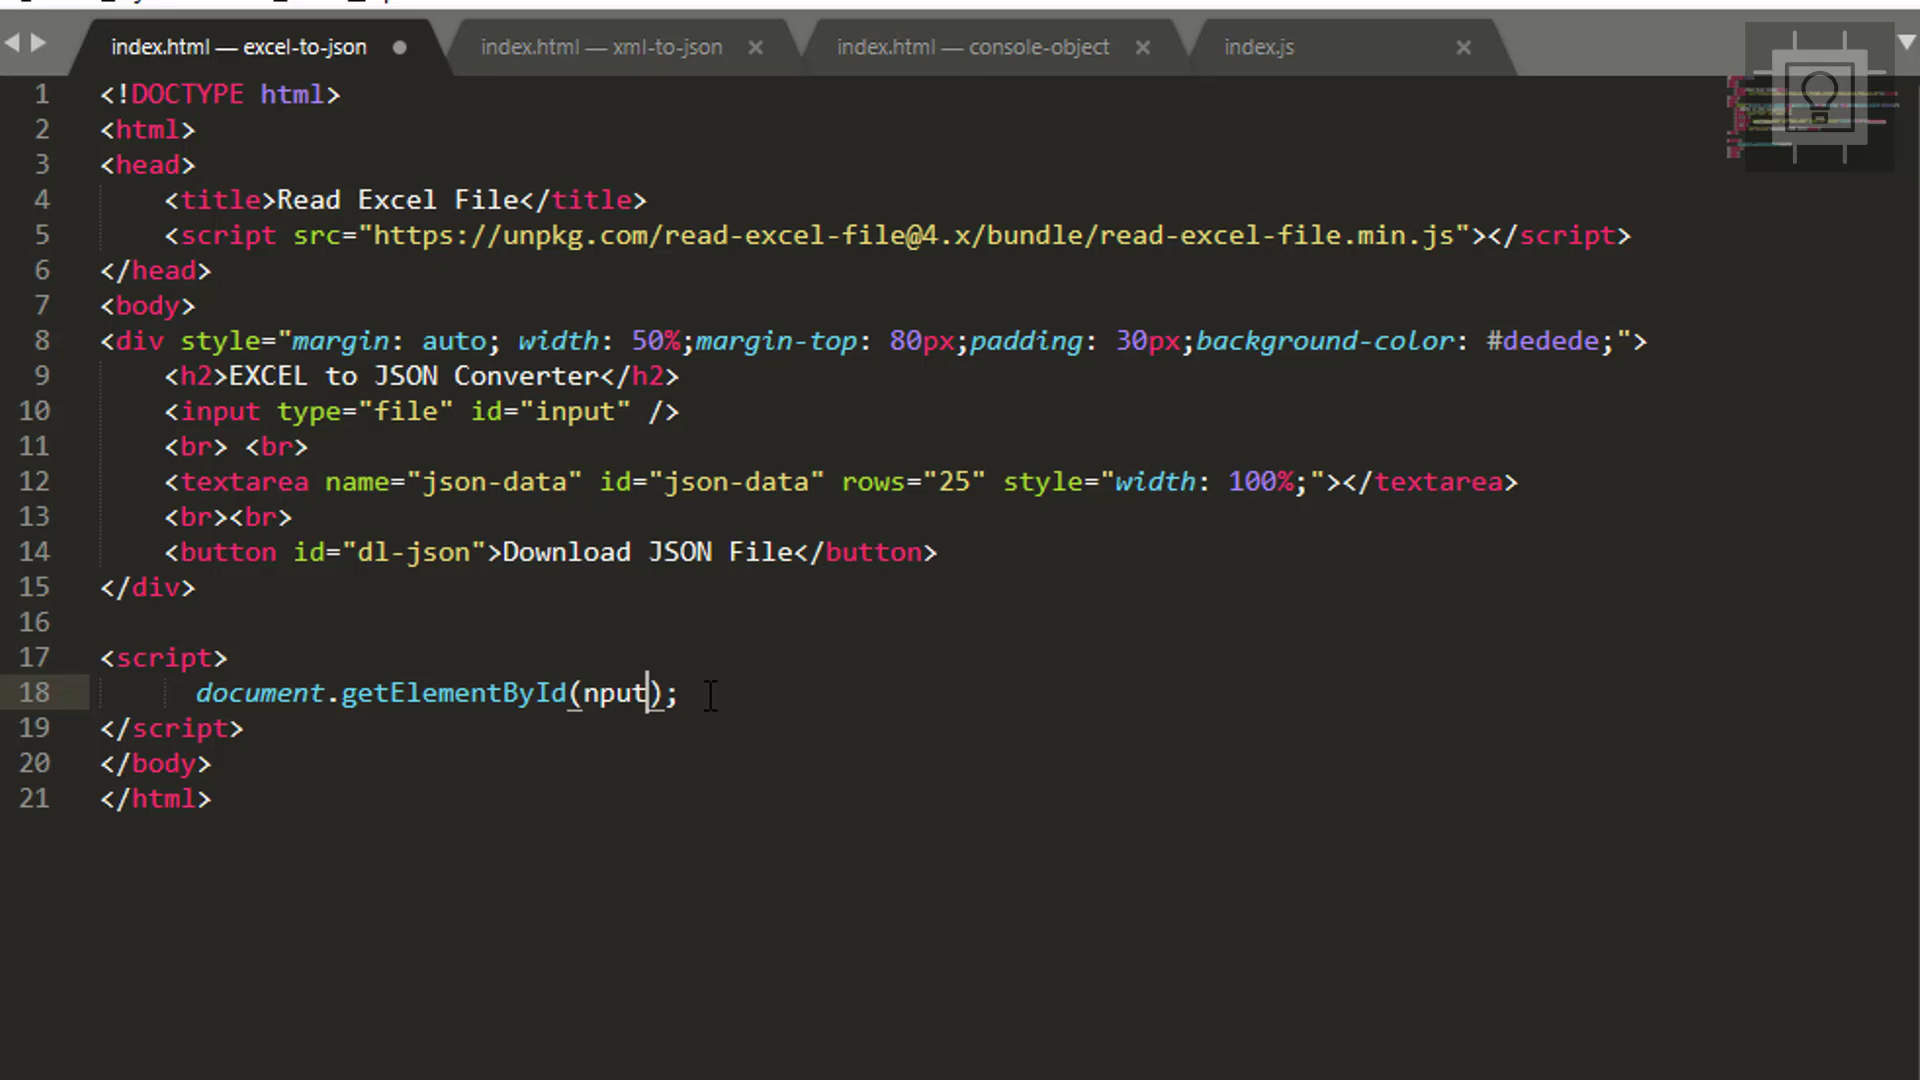 index.html — excel-to-json index.html — xml-to-json index.html — console-object index.js
1 <!DOCTYPE html>
2 <html>
3 <head>
4 <title>Read Excel File</title>
5 <script src="https://unpkg.com/read-excel-file@4.x/bundle/read-excel-file.min.js"></script>
6 </head>
7 <body>
8 <div style="margin: auto; width: 50%;margin-top: 80px;padding: 30px;background-color: #dedede;">
9 <h2>EXCEL to JSON Converter</h2>
10 <input type="file" id="input" />
11 <br> <br>
12 <textarea name="json-data" id="json-data" rows="25" style="width: 100%;"></textarea>
13 <br><br>
14 <button id="dl-json">Download JSON File</button>
15 </div>
16
17 <script>
18 document.getElementById(nput);
19 </script>
20 </body>
21 </html>